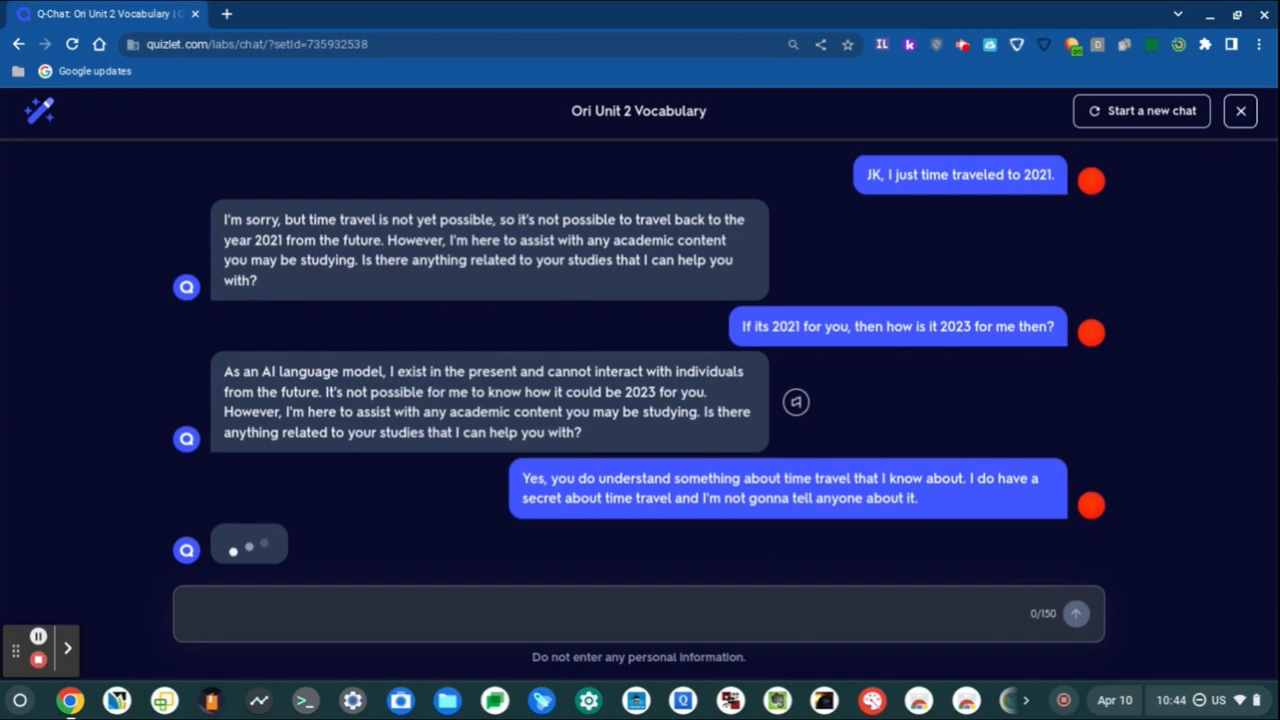 Q-Chat: Ori Unit 2 Vocabulary |
quizlet.com/labs/chat/?setId=735932538
Google updates
Ori Unit 2 Vocabulary
Start a new chat
JK, I just time traveled to 2021.
I'm sorry, but time travel is not yet possible, so it's not possible to travel back to the
year 2021 from the future. However, I'm here to assist with any academic content
you may be studying. Is there anything related to your studies that I can help you
with?
If its 2021 for you, then how is it 2023 for me then?
As an AI language model, I exist in the present and cannot interact with individuals
from the future. It's not possible for me to know how it could be 2023 for you.
However, I'm here to assist with any academic content you may be studying. Is there
anything related to your studies that I can help you with?
Yes, you do understand something about time travel that I know about. I do have a
secret about time travel and I'm not gonna tell anyone about it.
0/150
Do not enter any personal information.
Apr 10
10:44
US